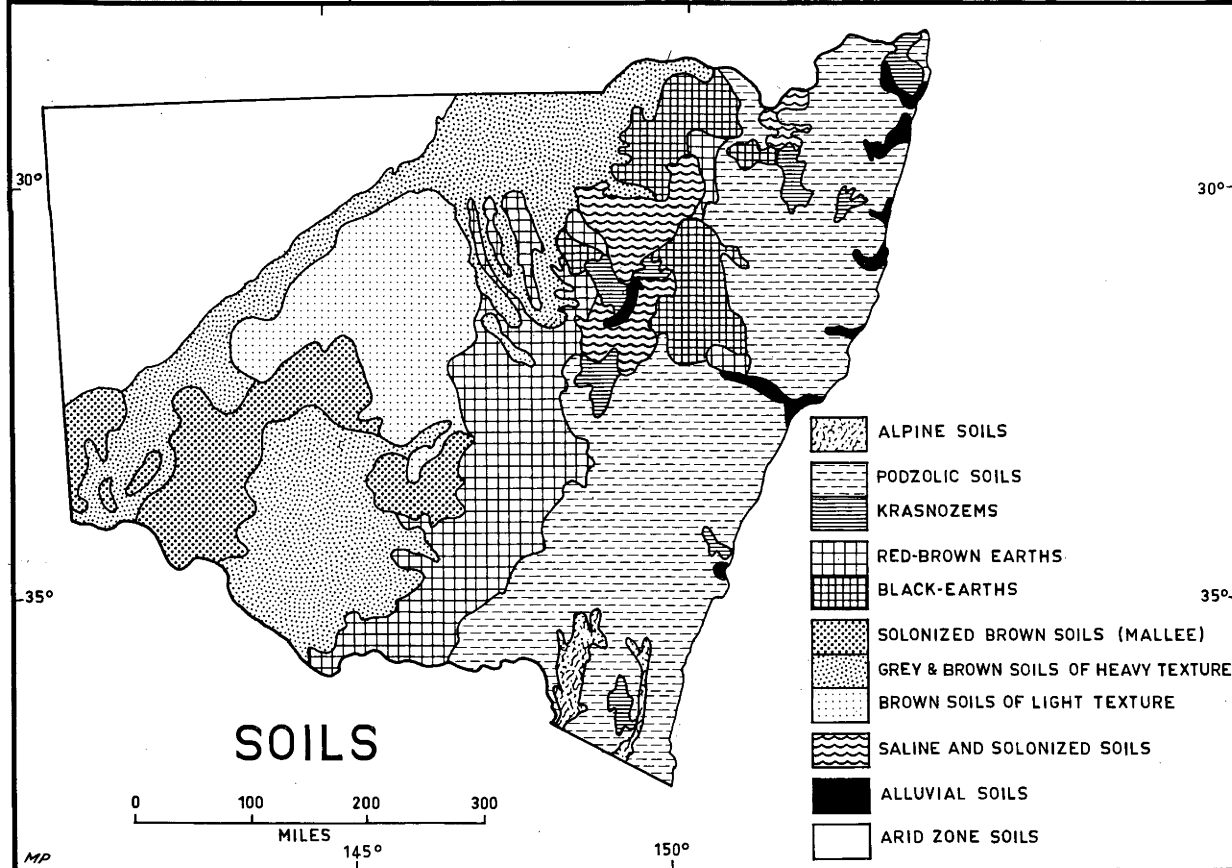 30°
30°
ALPINE SOILS
PODZOLIC SOILS
KRASNOZEMS
RED-BROWN EARTHS
BLACK-EARTHS
35°
35°
SOLONIZED BROWN SOILS (MALLEE)
GREY & BROWN SOILS OF HEAVY TEXTURE
BROWN SOILS OF LIGHT TEXTURE
SALINE AND SOLONIZED SOILS
ALLUVIAL SOILS
ARID ZONE SOILS
SOILS
0 100 200 300
MILES
MP
145°
150°